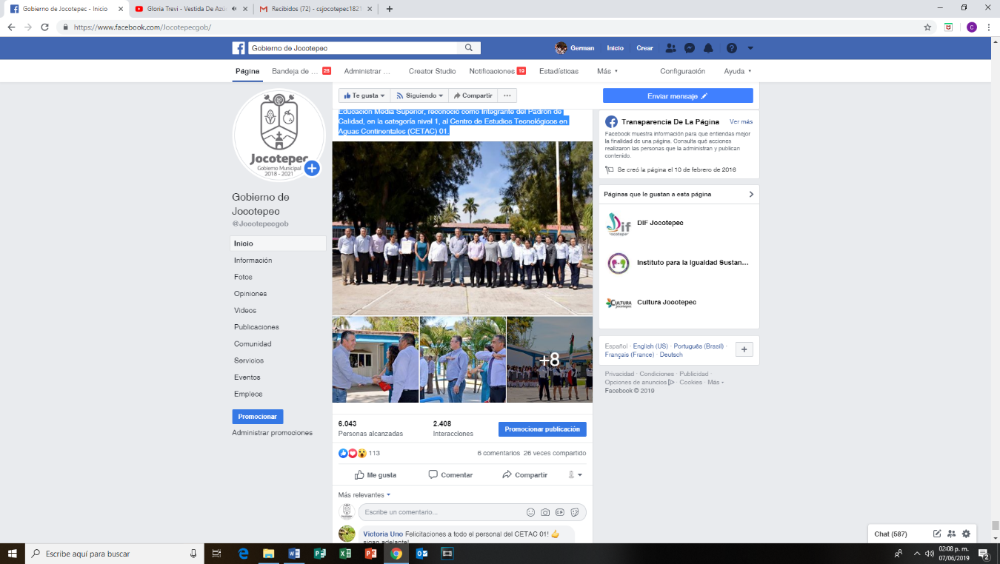 Gobierno de Jocotepec - Inicio
Gloria Trevi - Vestida De Azú
Recibidos (72) - csjocotepec1821
https://www.facebook.com/Jocotepecgob/
C
Gobierno de Jocotepec
German
Inicio
Crear
Página
Bandeja de ... 28
Administrar ...
Creator Studio
Notificaciones 19
Estadísticas
Más
Configuración
Ayuda
Jocotepec
Gobierno Municipal
2018 - 2021
Gobierno de
Jocotepec
@Jocotepecgob
Inicio
Información
Fotos
Opiniones
Videos
Publicaciones
Comunidad
Servicios
Eventos
Empleos
Promocionar
Administrar promociones
Te gusta
Siguiendo
Compartir
Educación Media Superior, reconoció como Integrante del Padrón de
Calidad, en la categoría nivel 1, al Centro de Estudios Tecnológicos en
Aguas Continentales (CETAC) 01.
+8
6.043
Personas alcanzadas
2.408
Interacciones
Promocionar publicación
113
6 comentarios 26 veces compartido
Me gusta
Comentar
Compartir
Más relevantes
Escribe un comentario...
GIF
Victoria Uno Felicitaciones a todo el personal del CETAC 01!
sigan adelante!
Enviar mensaje
Transparencia De La Página
Ver más
Facebook muestra información para que entiendas mejor
la finalidad de una página. Consulta qué acciones
realizaron las personas que la administran y publican
contenido.
Se creó la página el 10 de febrero de 2016
Páginas que le gustan a esta página
Dif
Jocotepec
DIF Jocotepec
Instituto para la Igualdad Sustan...
CULTURA
Jocotepec
Cultura Jocotepec
Español · English (US) · Português (Brasil) ·
Français (France) · Deutsch
Privacidad · Condiciones · Publicidad ·
Opciones de anuncios · Cookies · Más
Facebook © 2019
Chat (587)
Escribe aquí para buscar
02:08 p. m.
07/06/2019
2